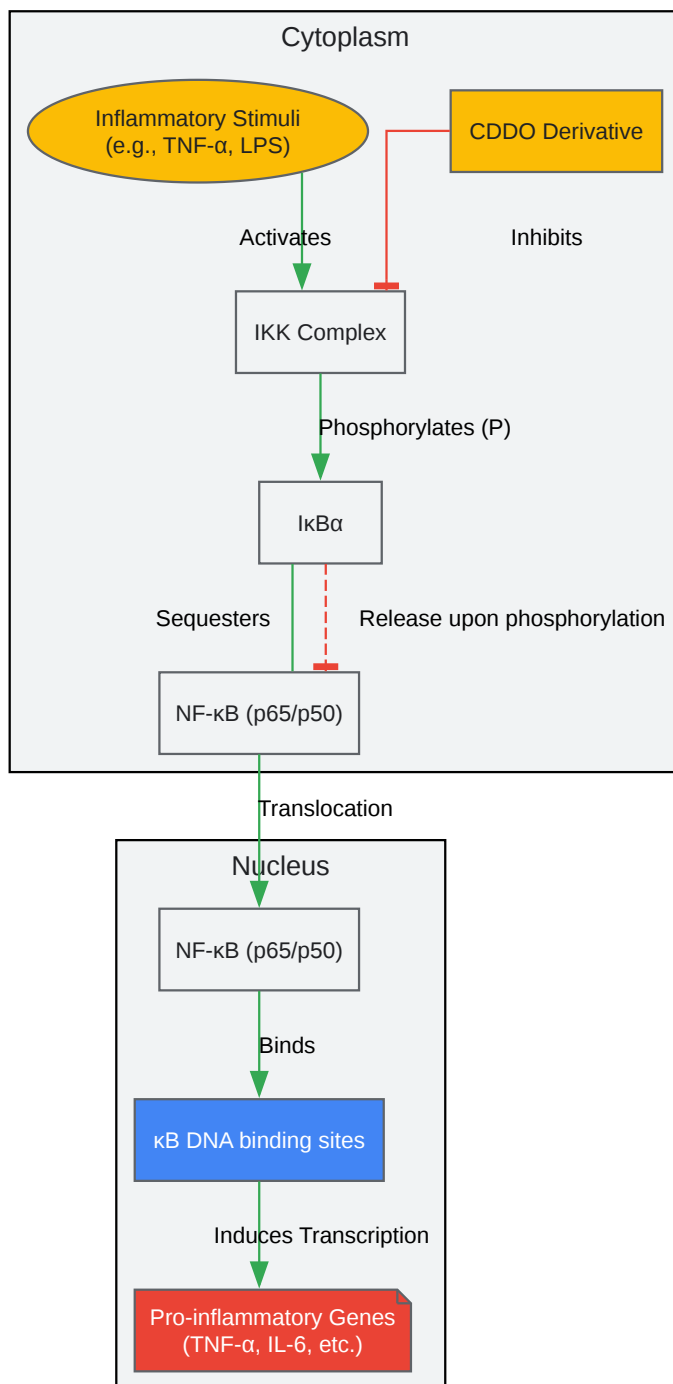 Cytoplasm
Inflammatory Stimuli
(e.g., TNF-α, LPS)
CDDO Derivative
Activates
Inhibits
IKK Complex
Phosphorylates (P)
IκBα
Sequesters
Release upon phosphorylation
NF-κB (p65/p50)
Translocation
Nucleus
NF-κB (p65/p50)
Binds
κB DNA binding sites
Induces Transcription
Pro-inflammatory Genes
(TNF-α, IL-6, etc.)